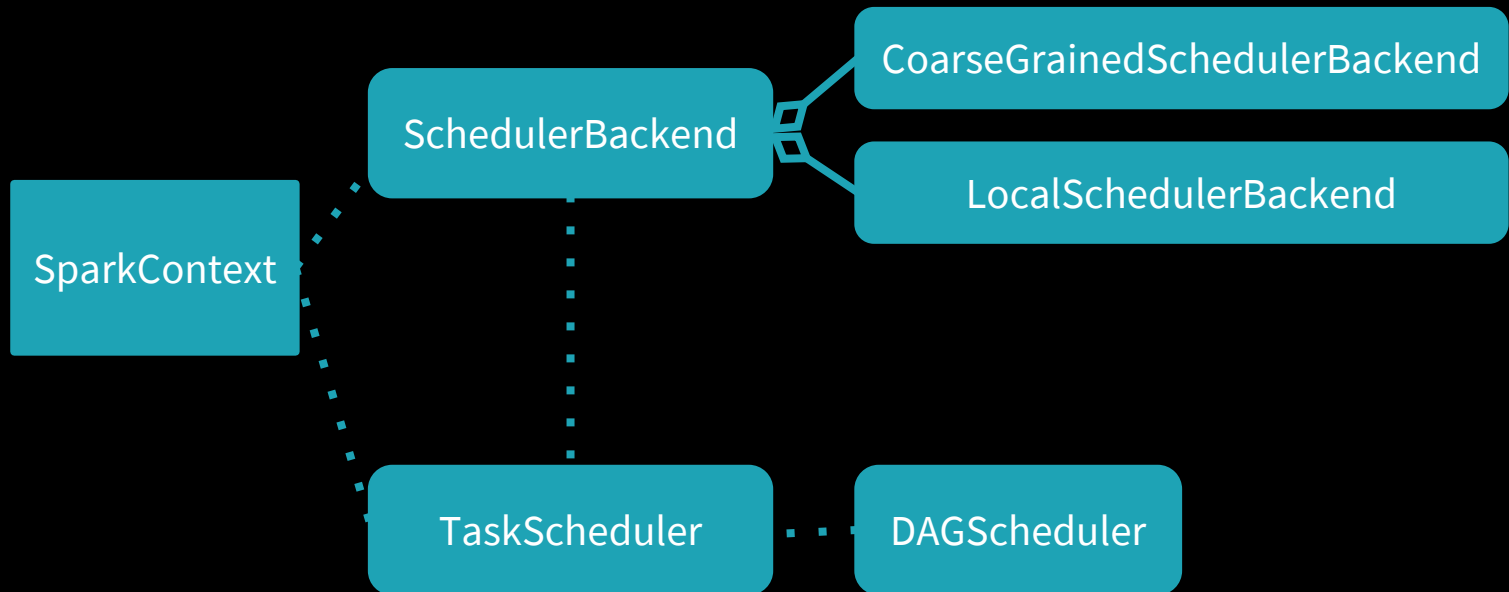 CoarseGrainedSchedulerBackend
SchedulerBackend
LocalSchedulerBackend
SparkContext
TaskScheduler
DAGScheduler